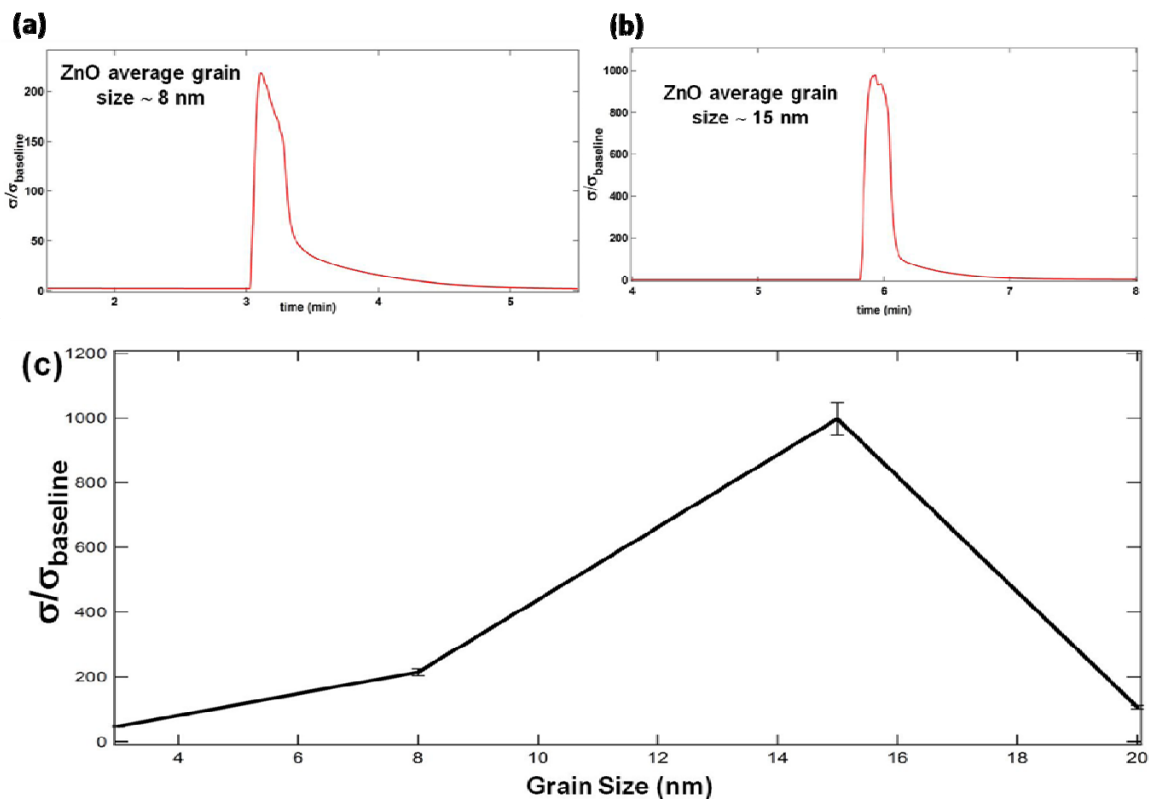 (a)
ZnO average grain
size ~ 8 nm
200
150
100
50
0
σ/σbaseline
2 3 4 5
time (min)
(b)
ZnO average grain
size ~ 15 nm
1000
800
600
400
200
0
σ/σbaseline
4 5 6 7 8
time (min)
(c)
1200
1000
800
600
400
200
0
σ/σbaseline
4 6 8 10 12 14 16 18 20
Grain Size (nm)